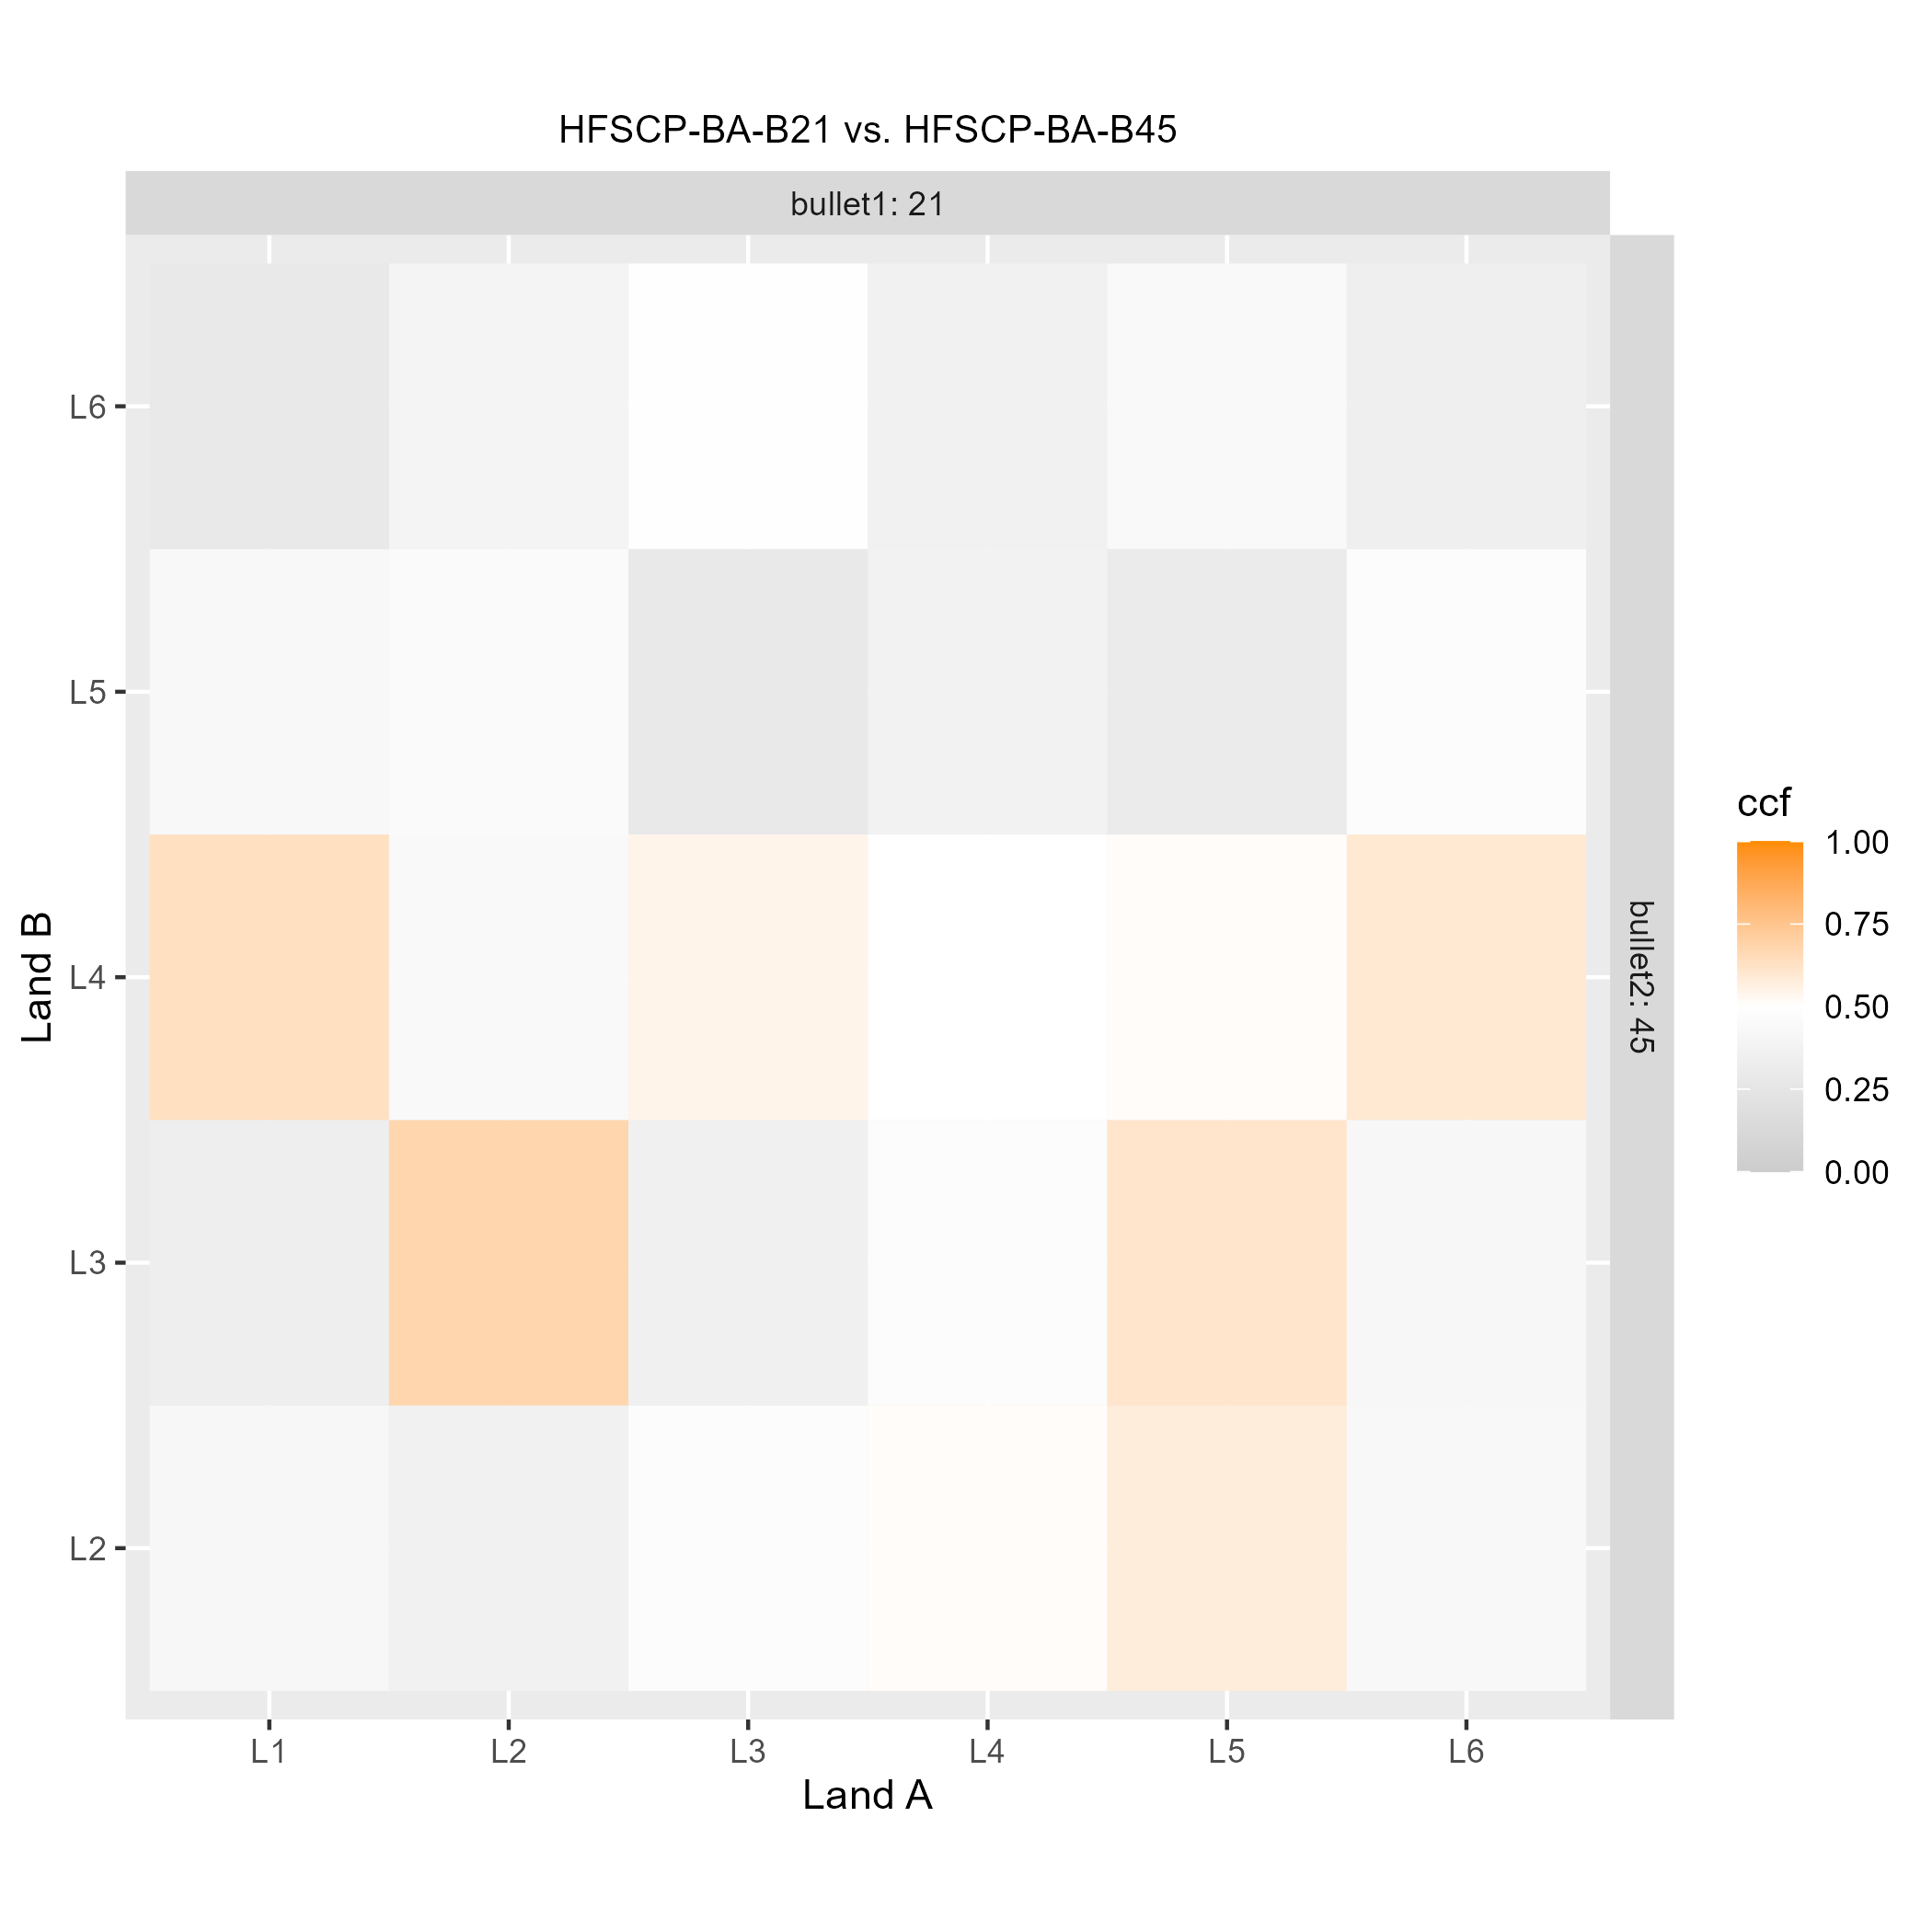 HFSCP-BA-B21 vs. HFSCP-BA-B45
bullet1: 21
L6
L5
L4
L3
L2
Land B
L1 L2 L3 L4 L5 L6
Land A
bullet2: 45
ccf
1.00
0.75
0.50
0.25
0.00